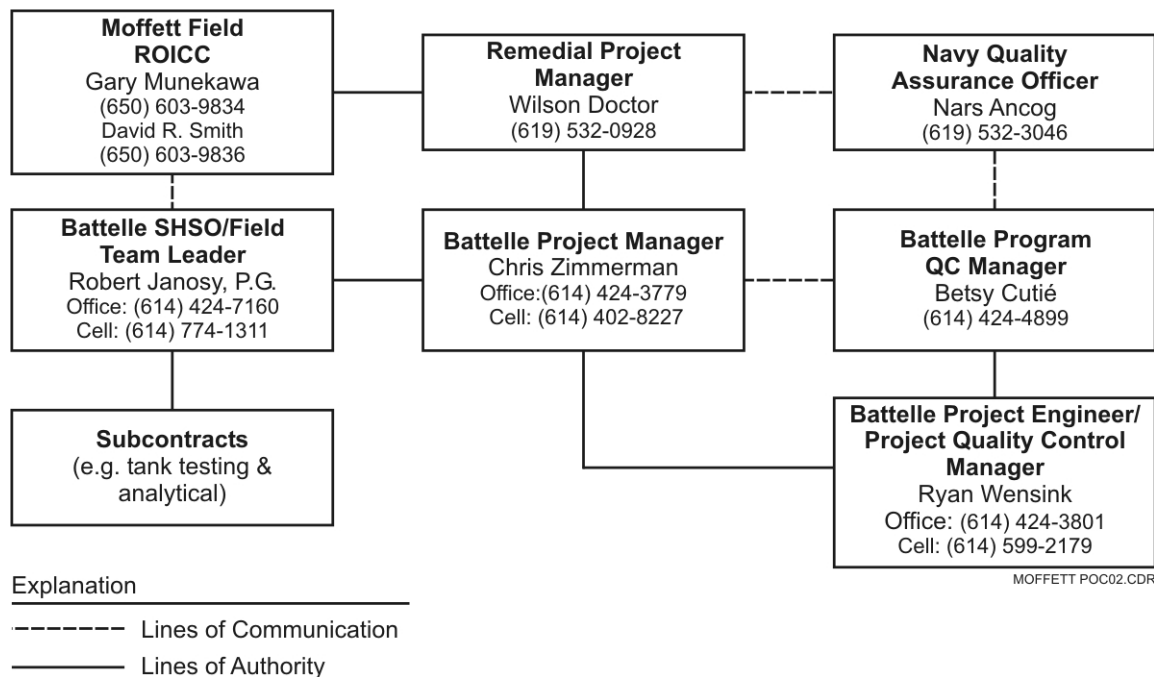 Moffett Field
ROICC
Gary Munekawa
(650) 603-9834
David R. Smith
(650) 603-9836
Remedial Project
Manager
Wilson Doctor
(619) 532-0928
Navy Quality
Assurance Officer
Nars Ancog
(619) 532-3046
Battelle SHSO/Field
Team Leader
Robert Janosy, P.G.
Office: (614) 424-7160
Cell: (614) 774-1311
Battelle Project Manager
Chris Zimmerman
Office:(614) 424-3779
Cell: (614) 402-8227
Battelle Program
QC Manager
Betsy Cutié
(614) 424-4899
Subcontracts
(e.g. tank testing &
analytical)
Battelle Project Engineer/
Project Quality Control
Manager
Ryan Wensink
Office: (614) 424-3801
Cell: (614) 599-2179
MOFFETT POC02.CDR
Explanation
Lines of Communication
Lines of Authority